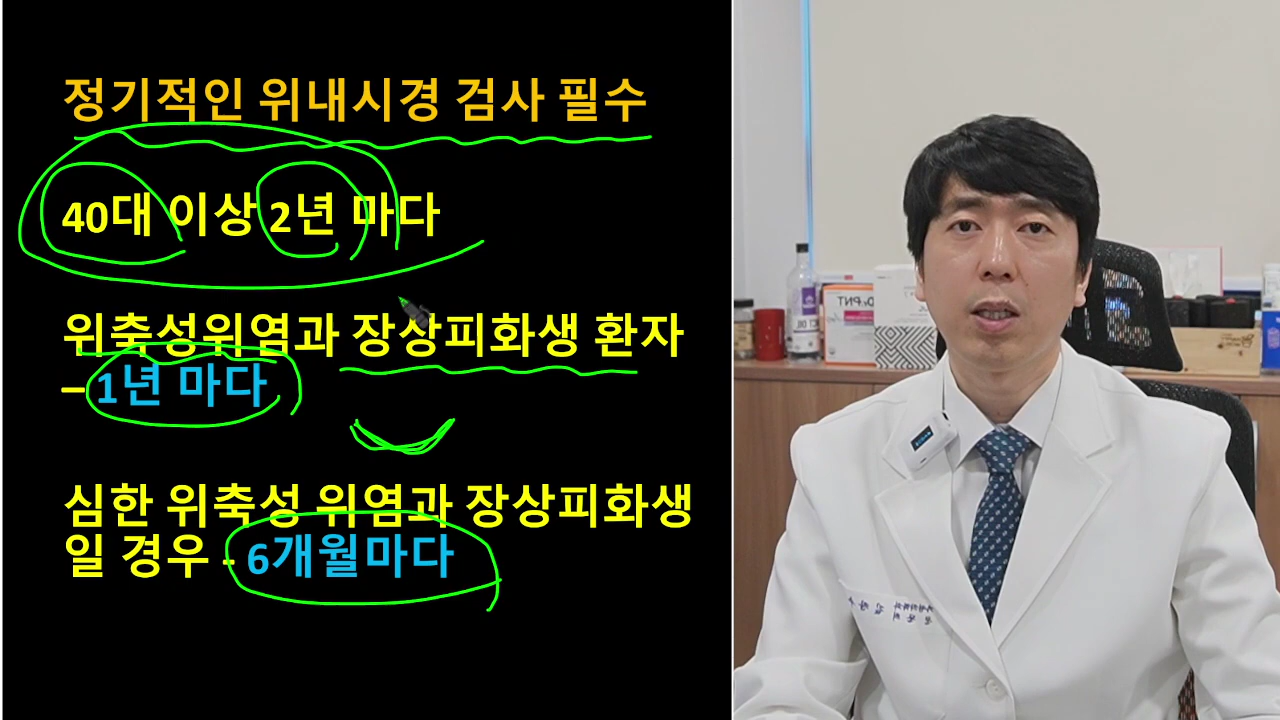 정기적인 위내시경 검사 필수
40대 이상 2년 마다
위축성위염과 장상피화생 환자
– 1년 마다
심한 위축성 위염과 장상피화생
일 경우 - 6개월마다
Dr.PNT